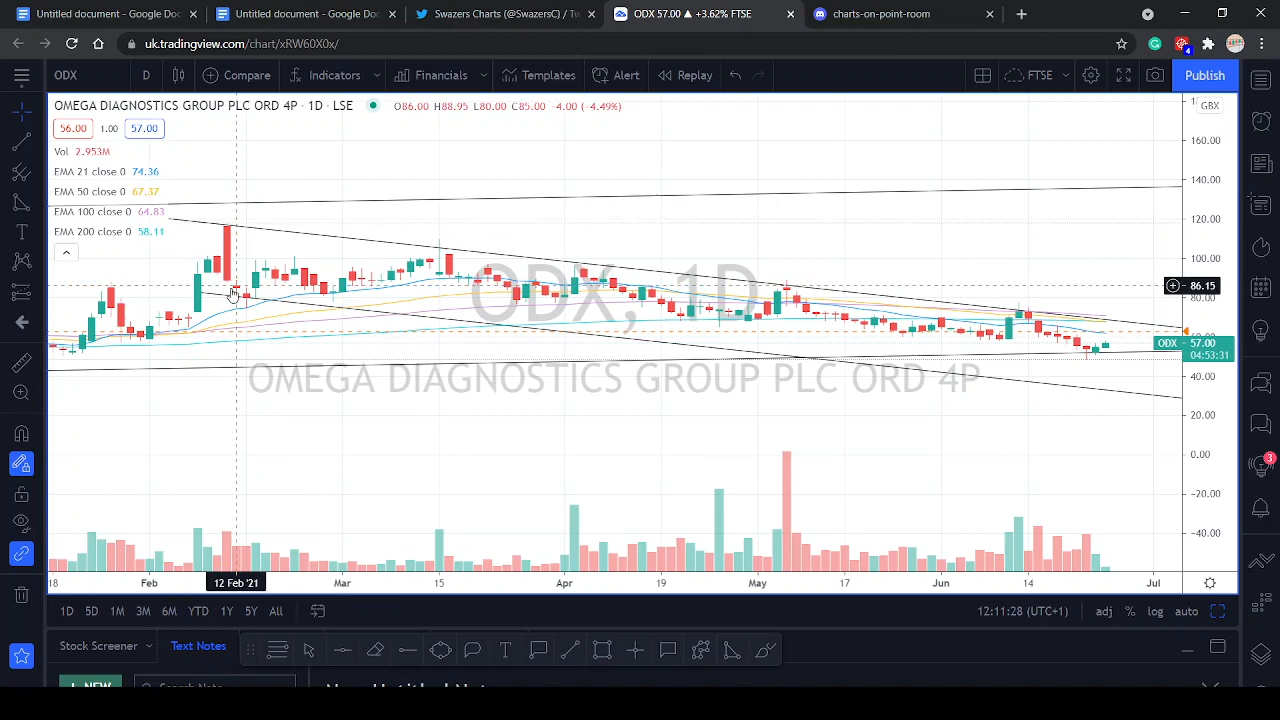 Untitled document - Google Doc
Untitled document - Google Doc
Swazers Charts (@SwazersC) / Tw
ODX 57.00 ▲ +3.62% FTSE
charts-on-point-room
uk.tradingview.com/chart/xRW60X0x/
4
ODX
D
Compare
Indicators
Financials
Templates
Alert
Replay
FTSE
Publish
OMEGA DIAGNOSTICS GROUP PLC ORD 4P · 1D · LSE
O86.00 H88.95 L80.00 C85.00 -4.00 (-4.49%)
GBX
56.00 1.00 57.00
Vol 2.953M
EMA 21 close 0 74.36
EMA 50 close 0 67.37
EMA 100 close 0 64.83
EMA 200 close 0 58.11
160.00
140.00
120.00
100.00
86.15
80.00
ODX, 1D
ODX 57.00
04:53:31
OMEGA DIAGNOSTICS GROUP PLC ORD 4P
40.00
20.00
0.00
-20.00
-40.00
3
18 Feb 12 Feb '21 Mar 15 Apr 19 May 17 Jun 14 Jul
1D 5D 1M 3M 6M YTD 1Y 5Y All
12:11:28 (UTC+1) adj % log auto
Stock Screener
Text Notes
+ NEW
Search Note